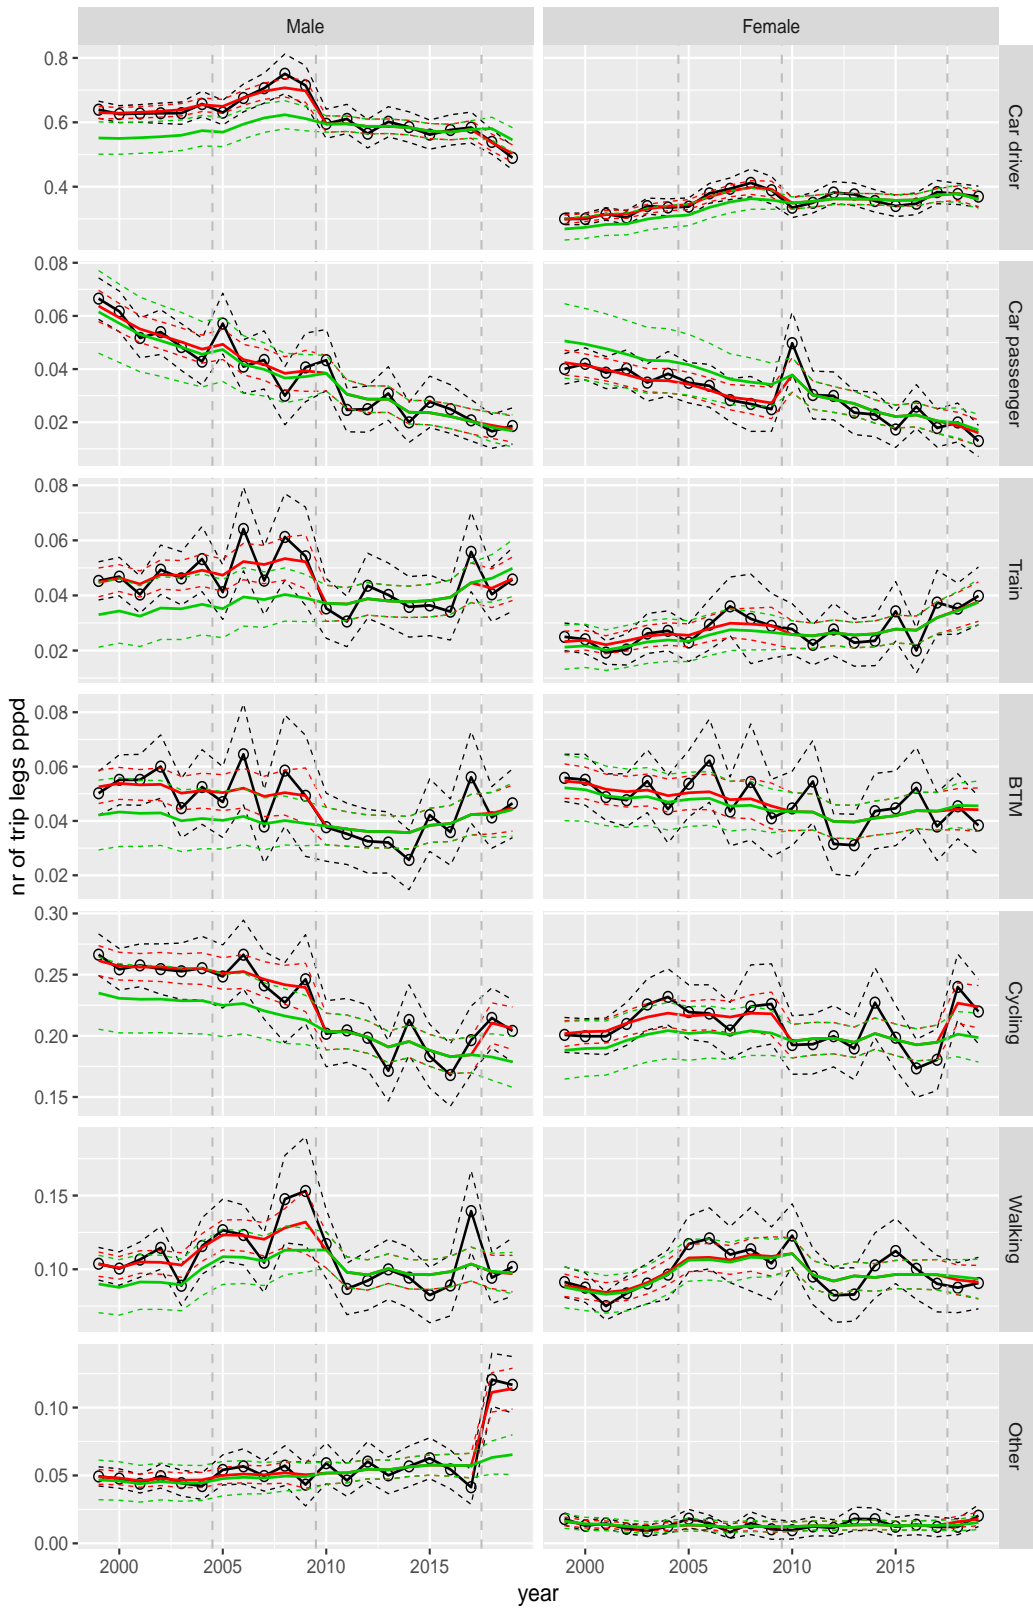 Male Female
0.8
0.6
0.4
Car driver
0.08
0.06
0.04
0.02
Car passenger
0.08
0.06
0.04
0.02
Train
0.08
0.06
0.04
0.02
BTM
0.30
0.25
0.20
0.15
Cycling
0.15
0.10
Walking
0.10
0.05
0.00
Other
nr of trip legs pppd
2000 2005 2010 2015 2000 2005 2010 2015
year